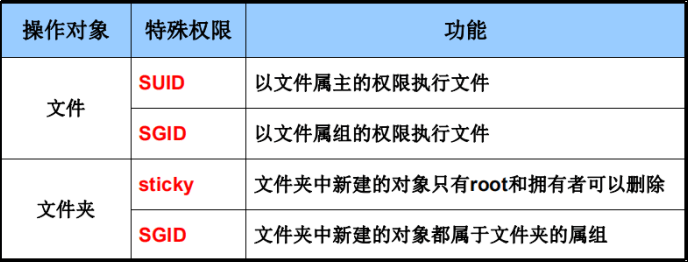 操作对象 特殊权限 功能
文件
SUID 以文件属主的权限执行文件
SGID 以文件属组的权限执行文件
文件夹
sticky 文件夹中新建的对象只有root和拥有者可以删除
SGID 文件夹中新建的对象都属于文件夹的属组